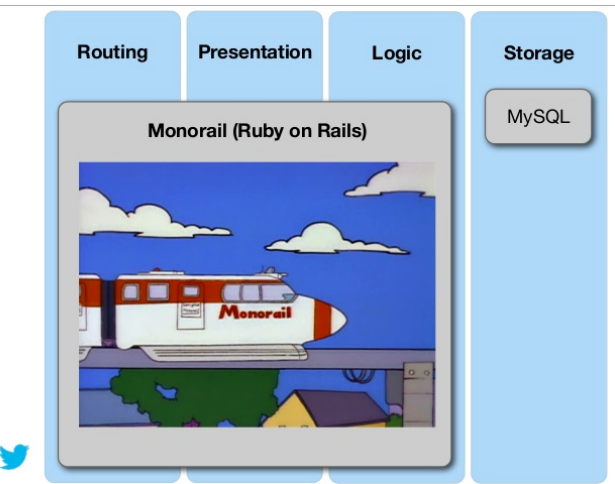 Routing
Presentation
Logic
Storage
MySQL
Monorail (Ruby on Rails)
Monorail